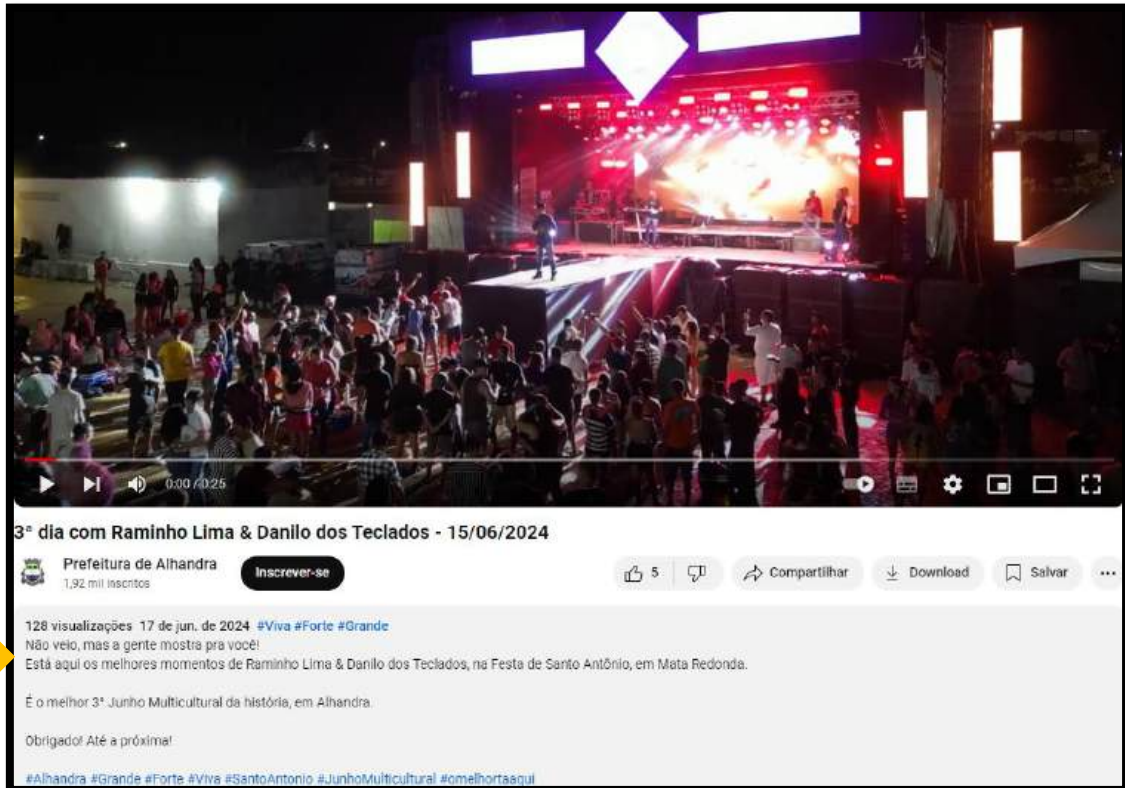 0:00 / 0:25
3ª dia com Raminho Lima & Danilo dos Teclados - 15/06/2024
Prefeitura de Alhandra
1,92 mil inscritos
Inscrever-se
5
Compartilhar
Download
Salvar
128 visualizações 17 de jun. de 2024 #Viva #Forte #Grande
Não veio, mas a gente mostra pra você!
Está aqui os melhores momentos de Raminho Lima & Danilo dos Teclados, na Festa de Santo Antônio, em Mata Redonda.
É o melhor 3° Junho Multicultural da história, em Alhandra.
Obrigado! Até a próxima!
#Alhandra #Grande #Forte #Viva #SantoAntonio #JunhoMulticultural #omelhortaaqui